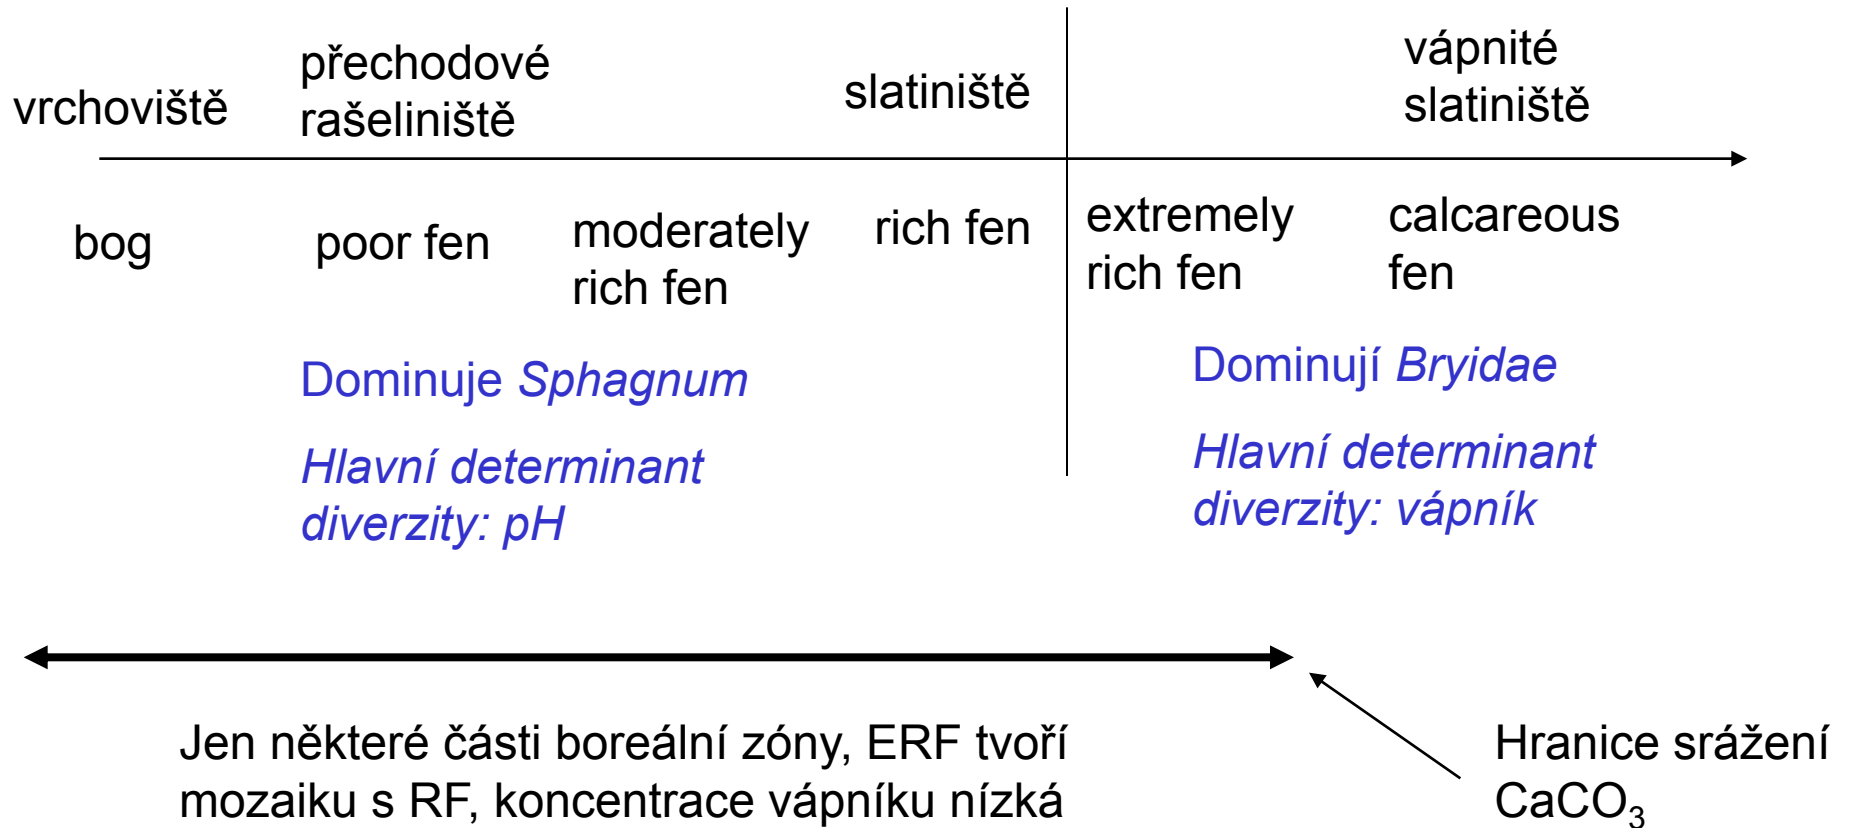 vrchoviště
přechodové
rašeliniště
slatiniště
vápnité
slatiniště
bog
poor fen
moderately
rich fen
rich fen
extremely
rich fen
calcareous
fen
Dominuje Sphagnum
Hlavní determinant
diverzity: pH
Dominují Bryidae
Hlavní determinant
diverzity: vápník
Jen některé části boreální zóny, ERF tvoří
mozaiku s RF, koncentrace vápníku nízká
Hranice srážení
CaCO₃